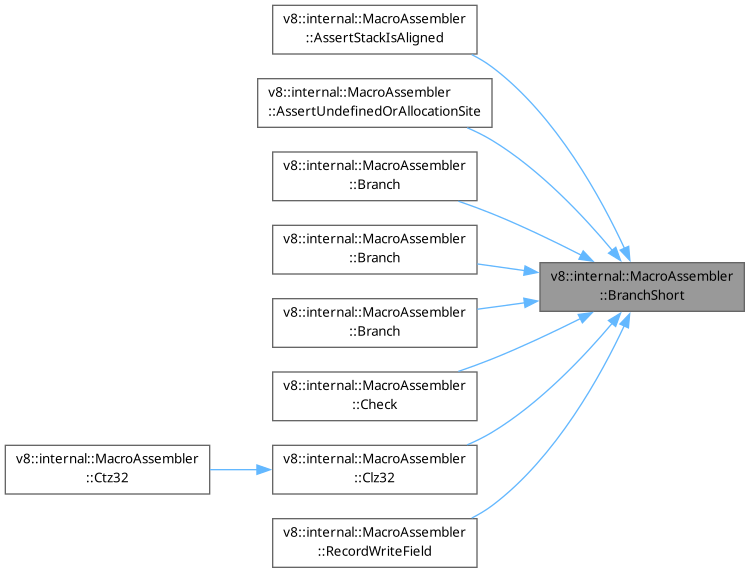 v8::internal::MacroAssembler
::AssertStackIsAligned
v8::internal::MacroAssembler
::AssertUndefinedOrAllocationSite
v8::internal::MacroAssembler
::Branch
v8::internal::MacroAssembler
::Branch
v8::internal::MacroAssembler
::BranchShort
v8::internal::MacroAssembler
::Branch
v8::internal::MacroAssembler
::Check
v8::internal::MacroAssembler
::Ctz32
v8::internal::MacroAssembler
::Clz32
v8::internal::MacroAssembler
::RecordWriteField